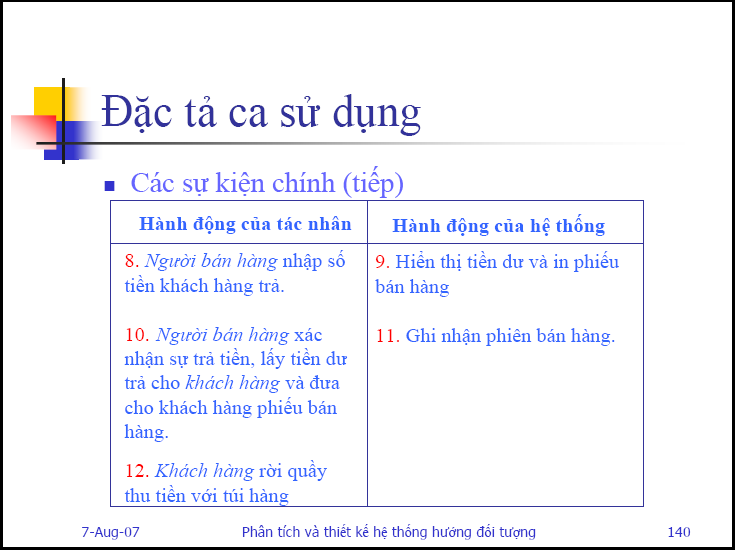 Đặc tả ca sử dụng
Các sự kiện chính (tiếp)
Hành động của tác nhân
Hành động của hệ thống
8. Người bán hàng nhập số
tiền khách hàng trả.
9. Hiển thị tiền dư và in phiếu
bán hàng
10. Người bán hàng xác
nhận sự trả tiền, lấy tiền dư
trả cho khách hàng và đưa
cho khách hàng phiếu bán
hàng.
11. Ghi nhận phiên bán hàng.
12. Khách hàng rời quầy
thu tiền với túi hàng
7-Aug-07
Phân tích và thiết kế hệ thống hướng đối tượng
140